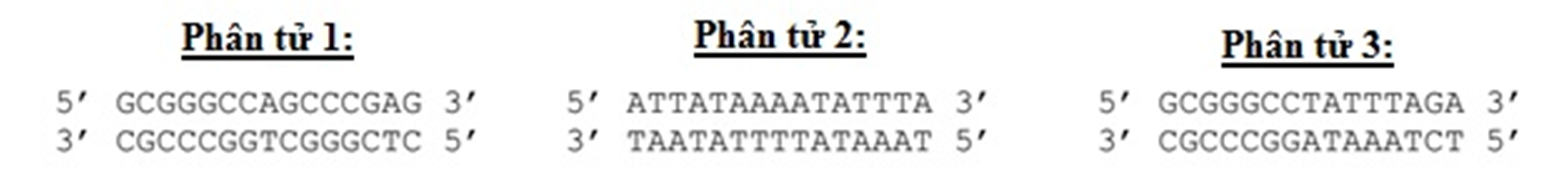 Phân tử 1:
5′ GCGGGCCAGCCCGAG 3′
3′ CGCCCGGTCGGGCTC 5′
Phân tử 2:
5′ ATTATAAAATATTTA 3′
3′ TAATATTTTATAAAT 5′
Phân tử 3:
5′ GCGGGCCTATTTAGA 3′
3′ CGCCCGGATAAATCT 5′